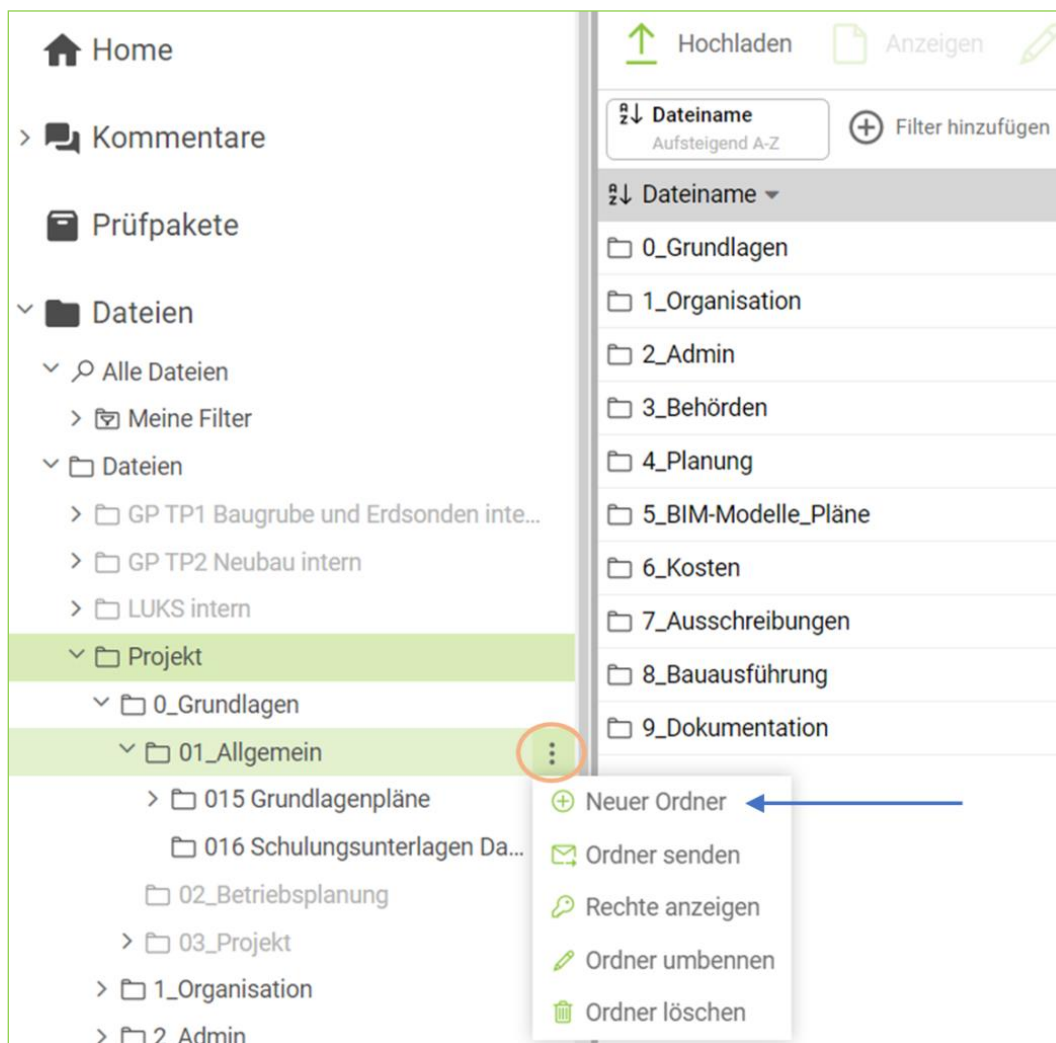 Home
Kommentare
Prüfpakete
Dateien
Alle Dateien
Meine Filter
Dateien
GP TP1 Baugrube und Erdsonden inte...
GP TP2 Neubau intern
LUKS intern
Projekt
0_Grundlagen
01_Allgemein
015 Grundlagenpläne
016 Schulungsunterlagen Da...
02_Betriebsplanung
03_Projekt
1_Organisation
2_Admin
Hochladen Anzeigen
Dateiname
Aufsteigend A-Z
Filter hinzufügen
Dateiname
0_Grundlagen
1_Organisation
2_Admin
3_Behörden
4_Planung
5_BIM-Modelle_Pläne
6_Kosten
7_Ausschreibungen
8_Bauausführung
9_Dokumentation
Neuer Ordner
Ordner senden
Rechte anzeigen
Ordner umbennen
Ordner löschen